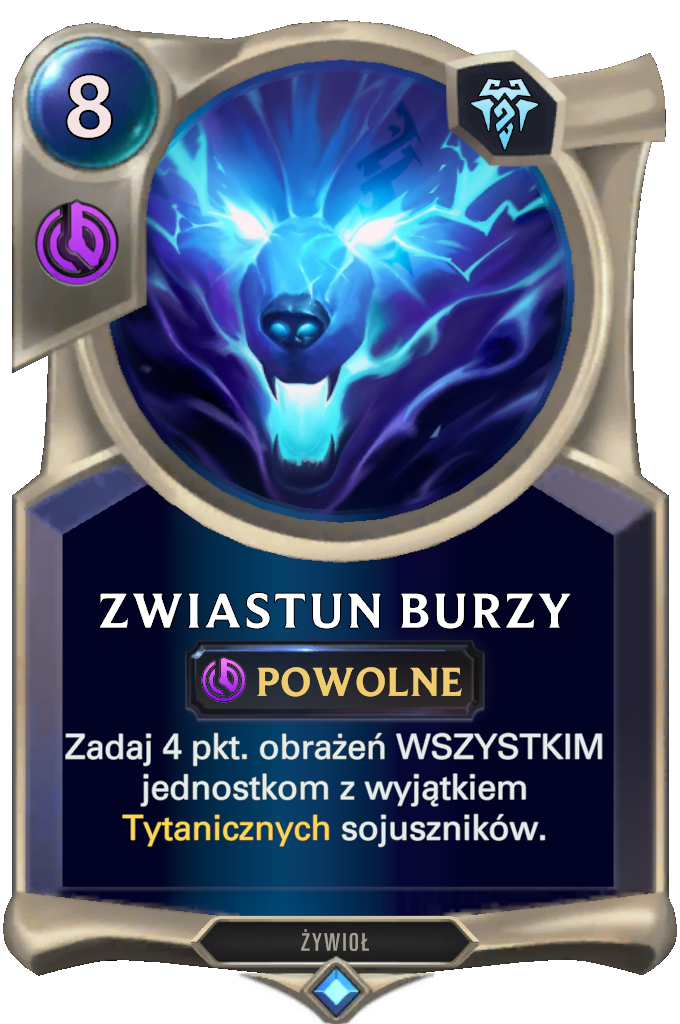 8
ZWIASTUN BURZY
POWOLNE
Zadaj 4 pkt. obrażeń WSZYSTKIM
jednostkom z wyjątkiem
Tytanicznych sojuszników.
ŻYWIOŁ